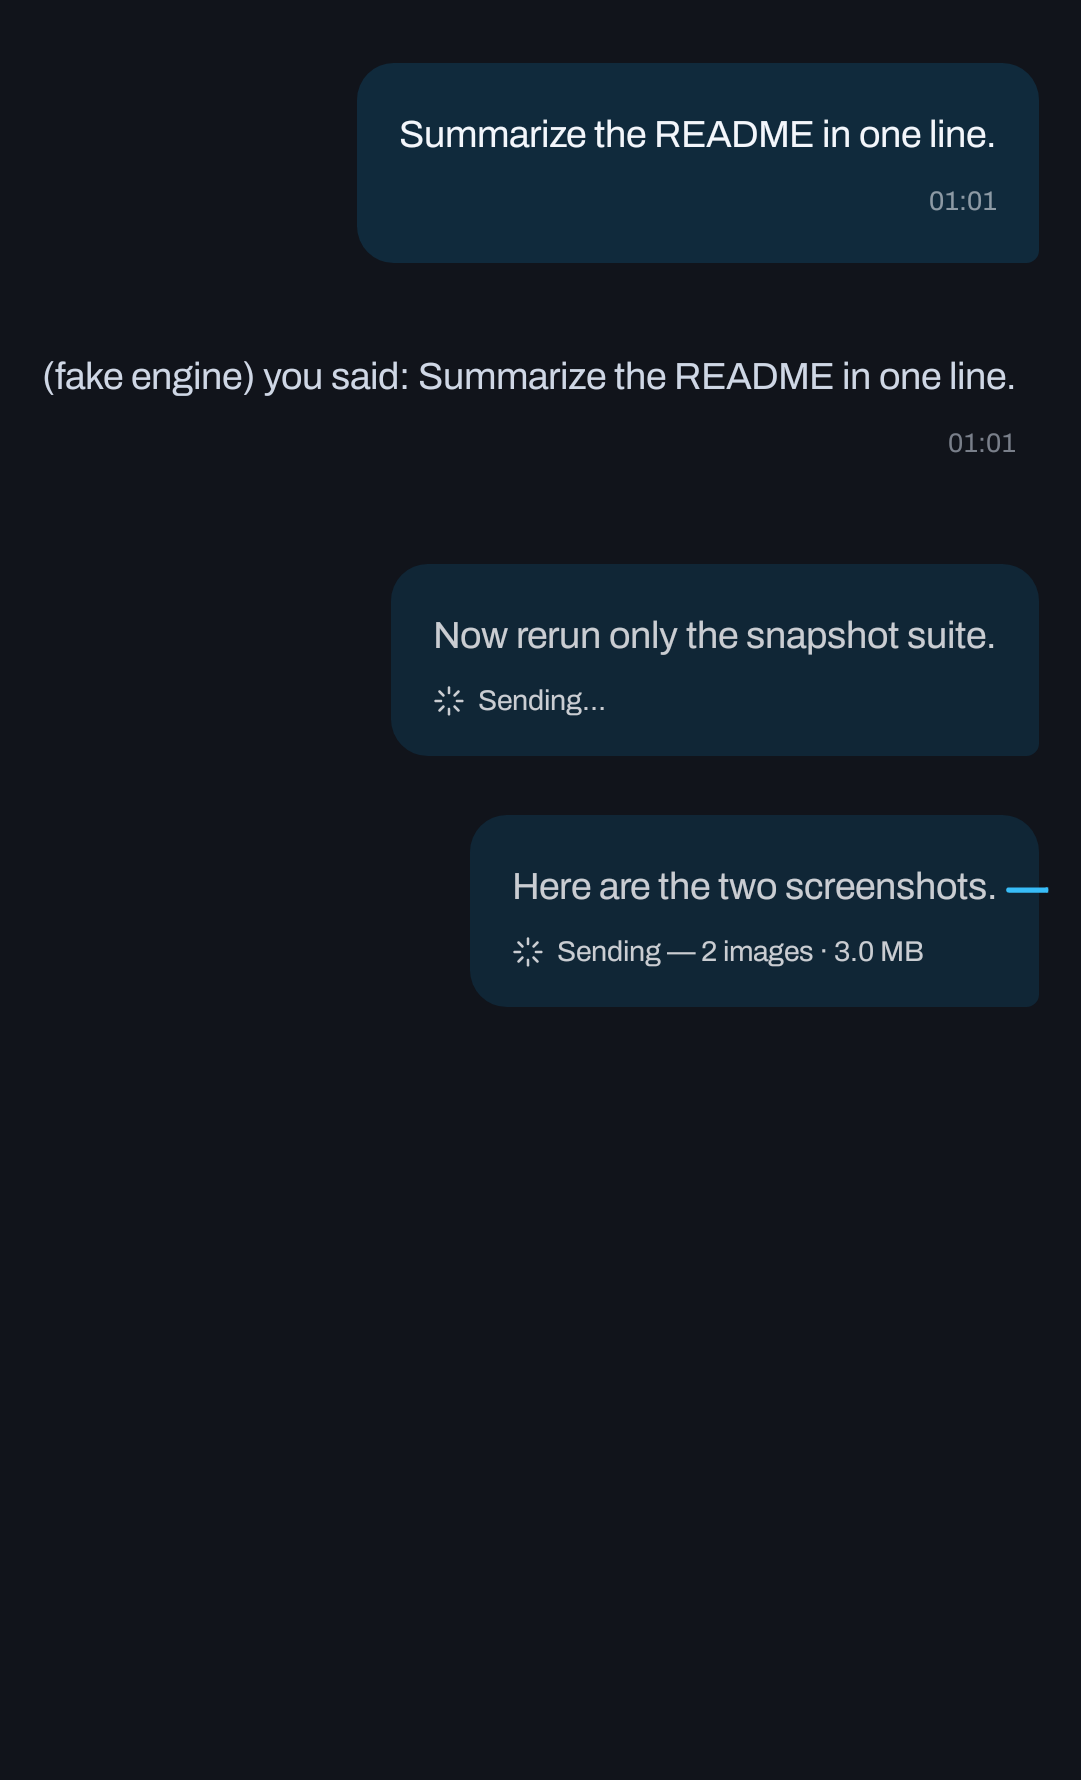 Summarize the README in one line.
01:01
(fake engine) you said: Summarize the README in one line.
01:01
Now rerun only the snapshot suite.
Sending...
Here are the two screenshots.
Sending — 2 images · 3.0 MB